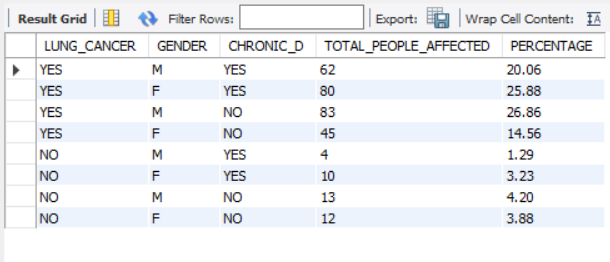 Result Grid Filter Rows: Export: Wrap Cell Content: IA
LUNG_CANCER GENDER CHRONIC_D TOTAL_PEOPLE_AFFECTED PERCENTAGE
YES M YES 62 20.06
YES F YES 80 25.88
YES M NO 83 26.86
YES F NO 45 14.56
NO M YES 4 1.29
NO F YES 10 3.23
NO M NO 13 4.20
NO F NO 12 3.88